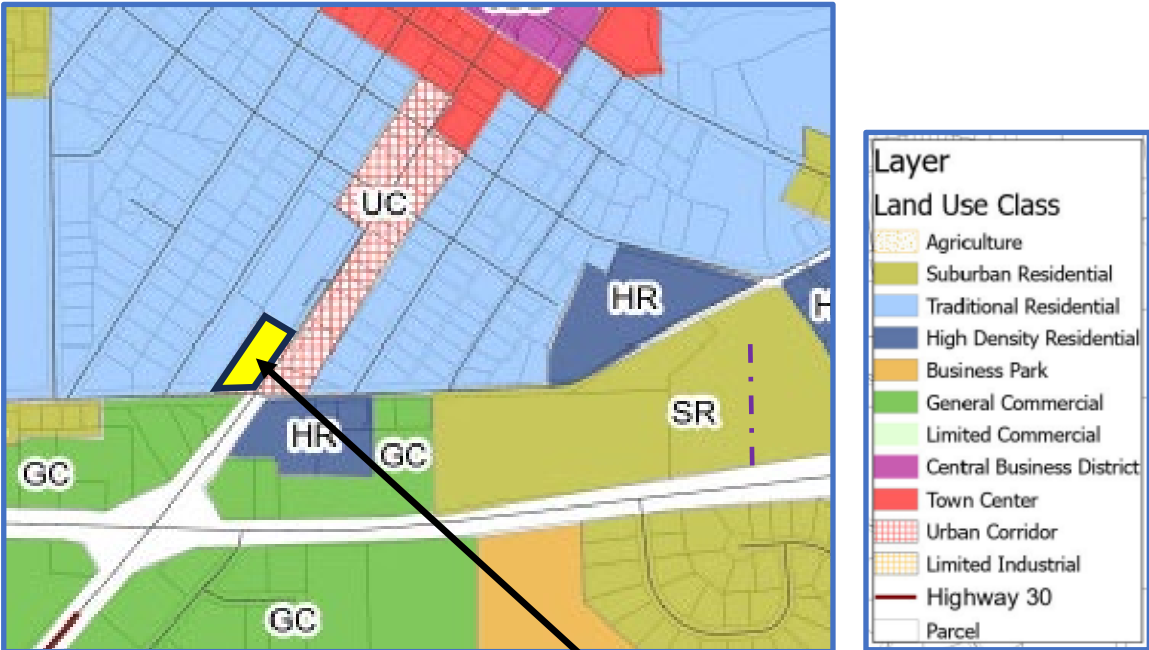 UC
HR
SR
HR
GC
GC
GC
Layer
Land Use Class
Agriculture
Suburban Residential
Traditional Residential
High Density Residential
Business Park
General Commercial
Limited Commercial
Central Business District
Town Center
Urban Corridor
Limited Industrial
Highway 30
Parcel